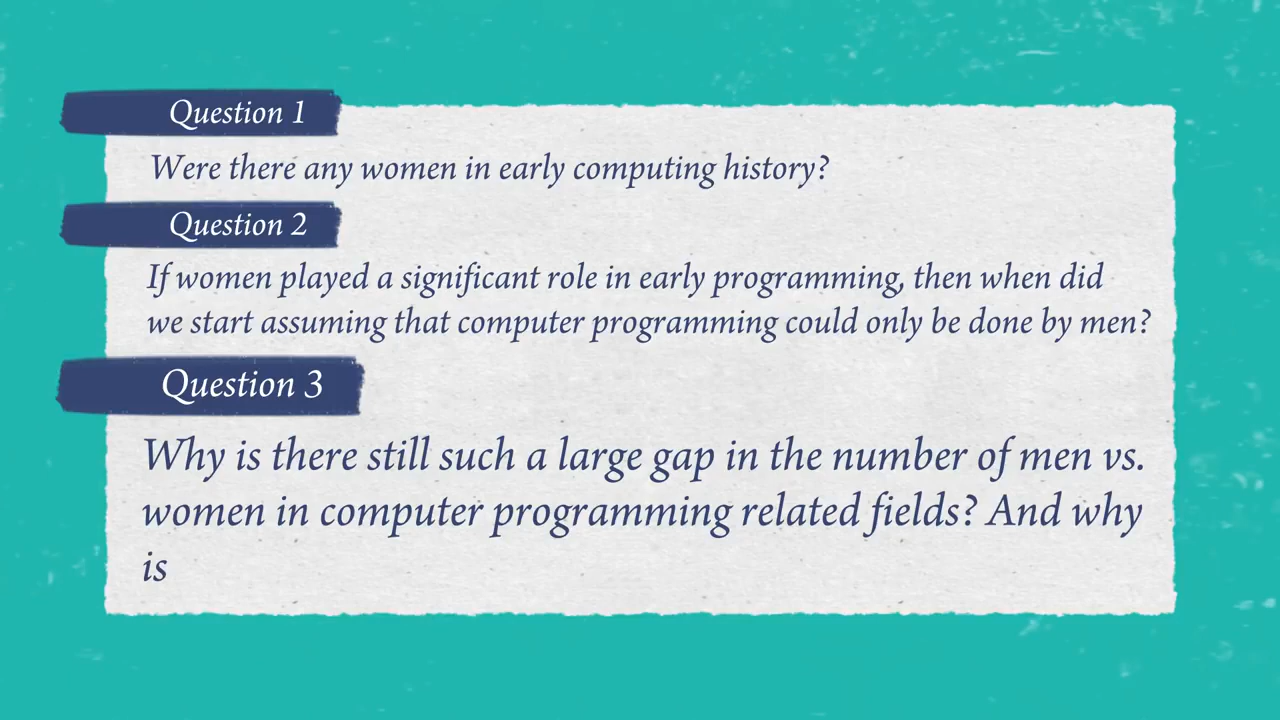 Question 1
Were there any women in early computing history?
Question 2
If women played a significant role in early programming, then when did
we start assuming that computer programming could only be done by men?
Question 3
Why is there still such a large gap in the number of men vs.
women in computer programming related fields? And why
is